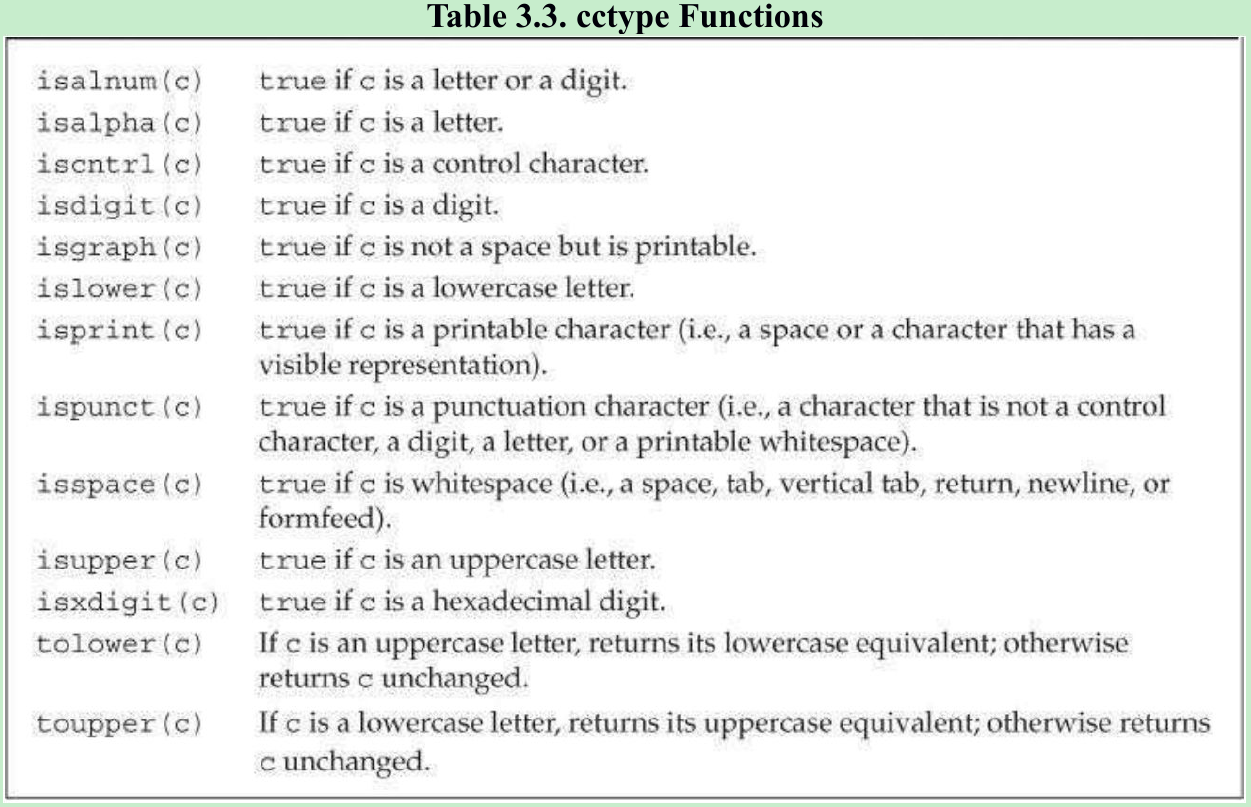 Table 3.3. cctype Functions
isalnum(c) true if c is a letter or a digit.
isalpha(c) true if c is a letter.
iscntrl(c) true if c is a control character.
isdigit(c) true if c is a digit.
isgraph(c) true if c is not a space but is printable.
islower(c) true if c is a lowercase letter.
isprint(c) true if c is a printable character (i.e., a space or a character that has a
visible representation).
ispunct(c) true if c is a punctuation character (i.e., a character that is not a control
character, a digit, a letter, or a printable whitespace).
isspace(c) true if c is whitespace (i.e., a space, tab, vertical tab, return, newline, or
formfeed).
isupper(c) true if c is an uppercase letter.
isxdigit(c) true if c is a hexadecimal digit.
tolower(c) If c is an uppercase letter, returns its lowercase equivalent; otherwise
returns c unchanged.
toupper(c) If c is a lowercase letter, returns its uppercase equivalent; otherwise returns
c unchanged.